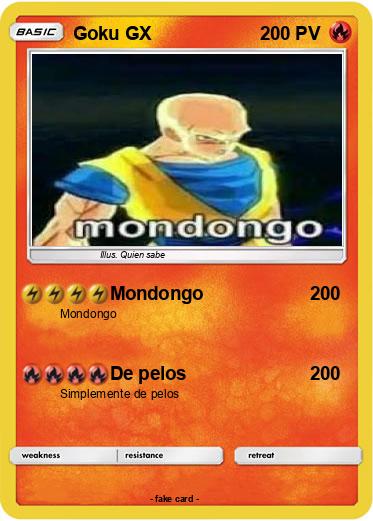 BASIC Goku GX 200 PV
mondongo
Illus. Quien sabe
Mondongo 200
Mondongo
De pelos 200
Simplemente de pelos
weakness resistance retreat
- fake card -